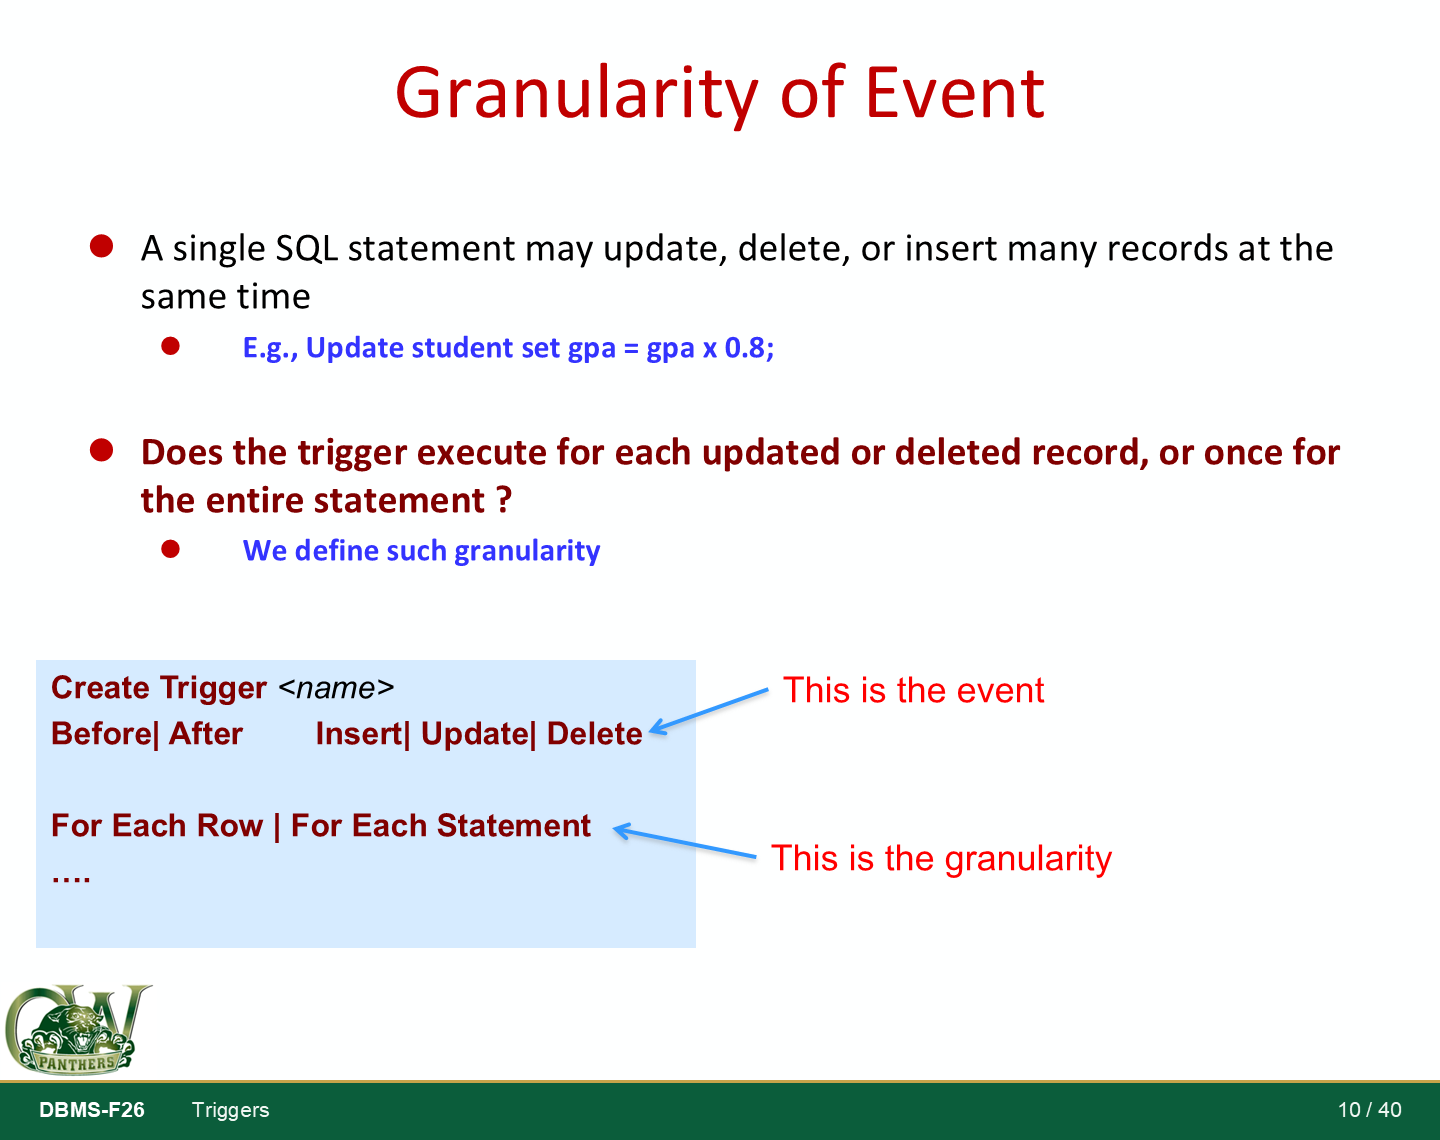 Granularity of Event
A single SQL statement may update, delete, or insert many records at the
same time
E.g., Update student set gpa = gpa x 0.8;
Does the trigger execute for each updated or deleted record, or once for
the entire statement ?
We define such granularity
Create Trigger <name>
Before| After Insert| Update| Delete
This is the event
For Each Row | For Each Statement
This is the granularity
....
OW
PANTHERS
DBMS-F26 Triggers 10 / 40